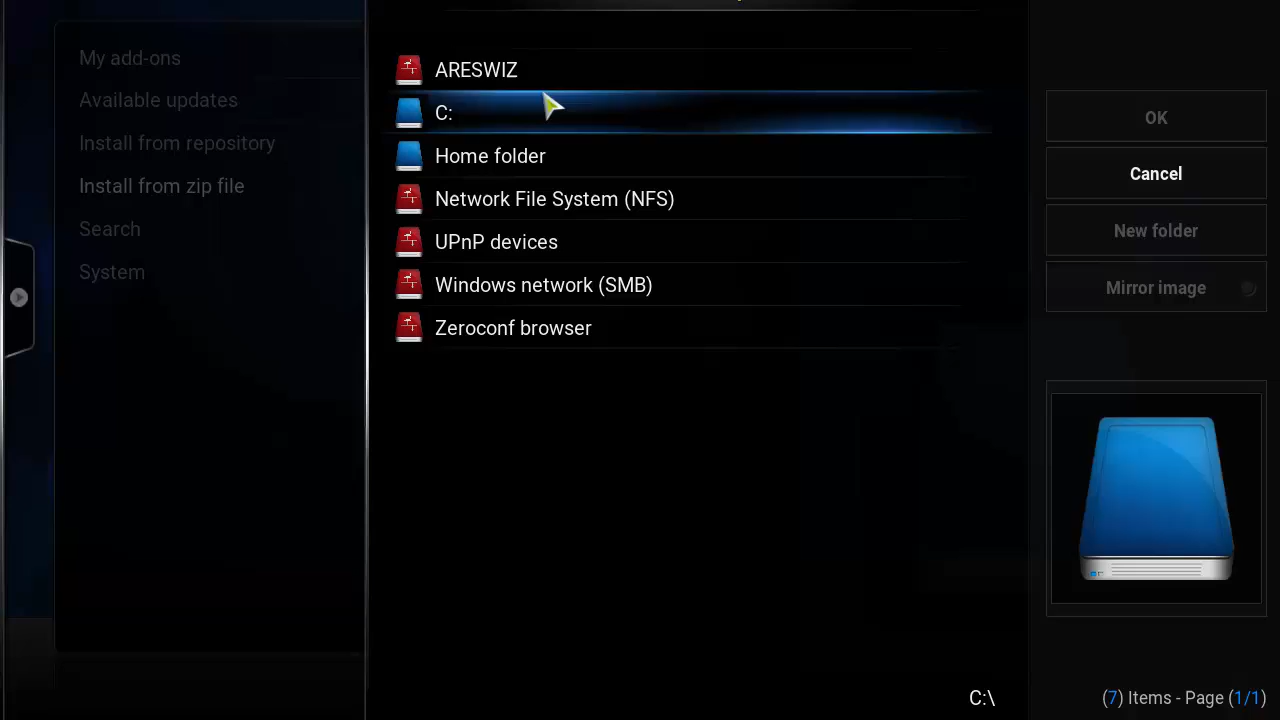 My add-ons
Available updates
Install from repository
Install from zip file
Search
System
ARESWIZ
C:
Home folder
Network File System (NFS)
UPnP devices
Windows network (SMB)
Zeroconf browser
OK
Cancel
New folder
Mirror image
C:\
(7) Items - Page (1/1)